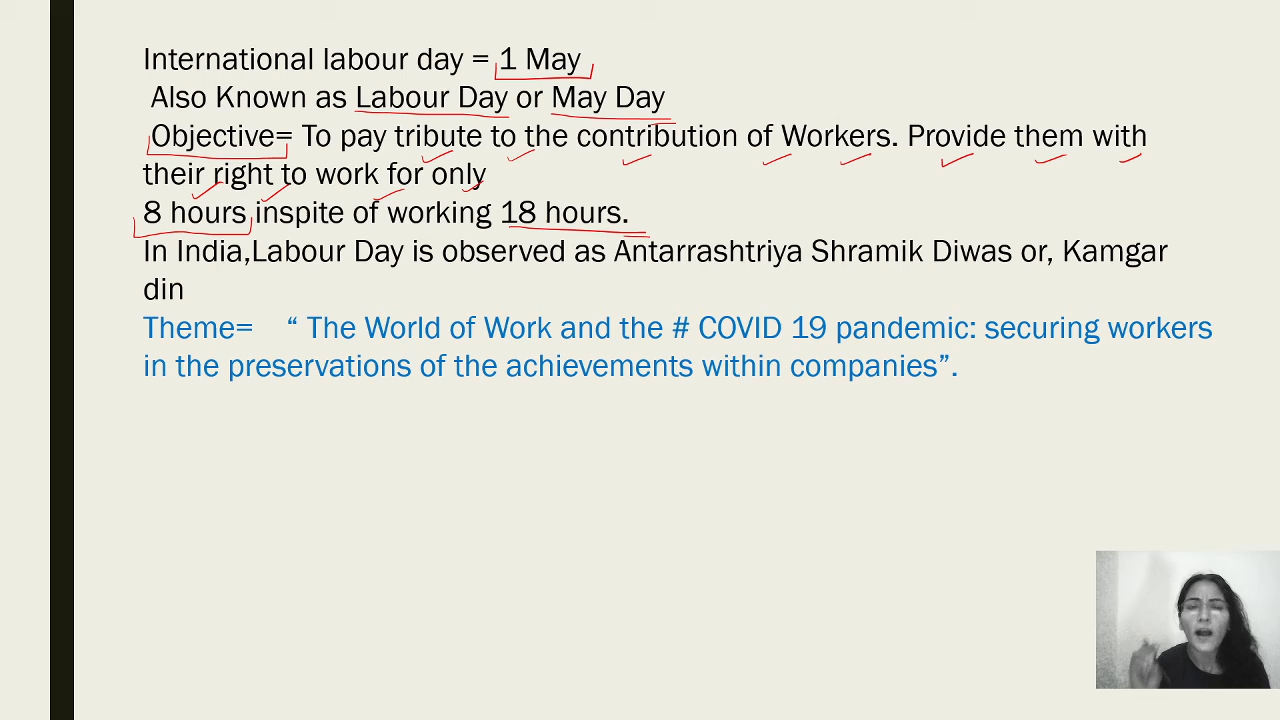 International labour day = 1 May
Also Known as Labour Day or May Day
Objective= To pay tribute to the contribution of Workers. Provide them with
their right to work for only
8 hours inspite of working 18 hours.
In India,Labour Day is observed as Antarrashtriya Shramik Diwas or, Kamgar
din
Theme= “ The World of Work and the # COVID 19 pandemic: securing workers
in the preservations of the achievements within companies”.